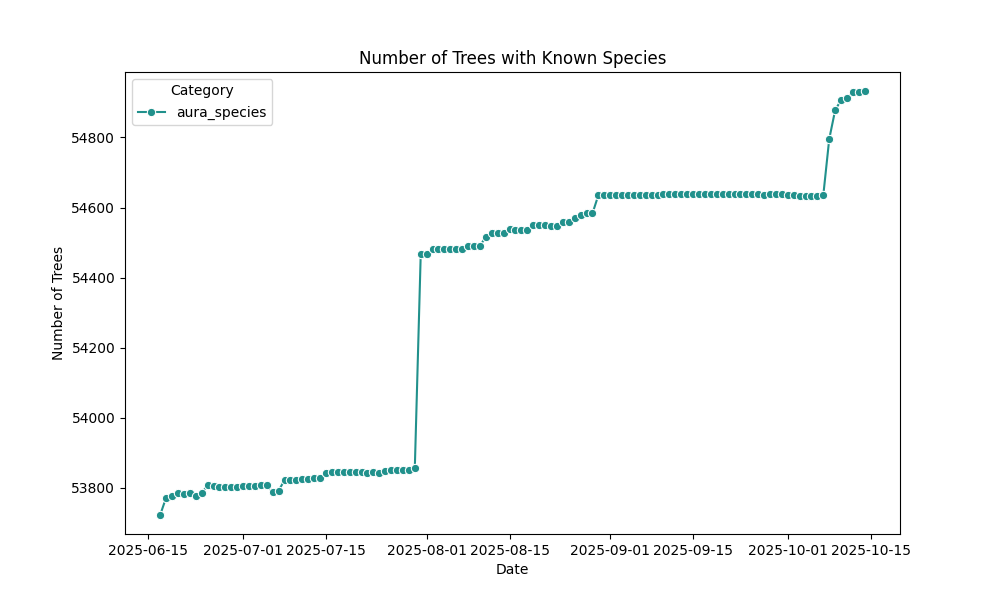 Number of Trees with Known Species
Category
aura_species
Number of Trees
54800
54600
54400
54200
54000
53800
2025-06-15 2025-07-01 2025-07-15 2025-08-01 2025-08-15 2025-09-01 2025-09-15 2025-10-01 2025-10-15
Date